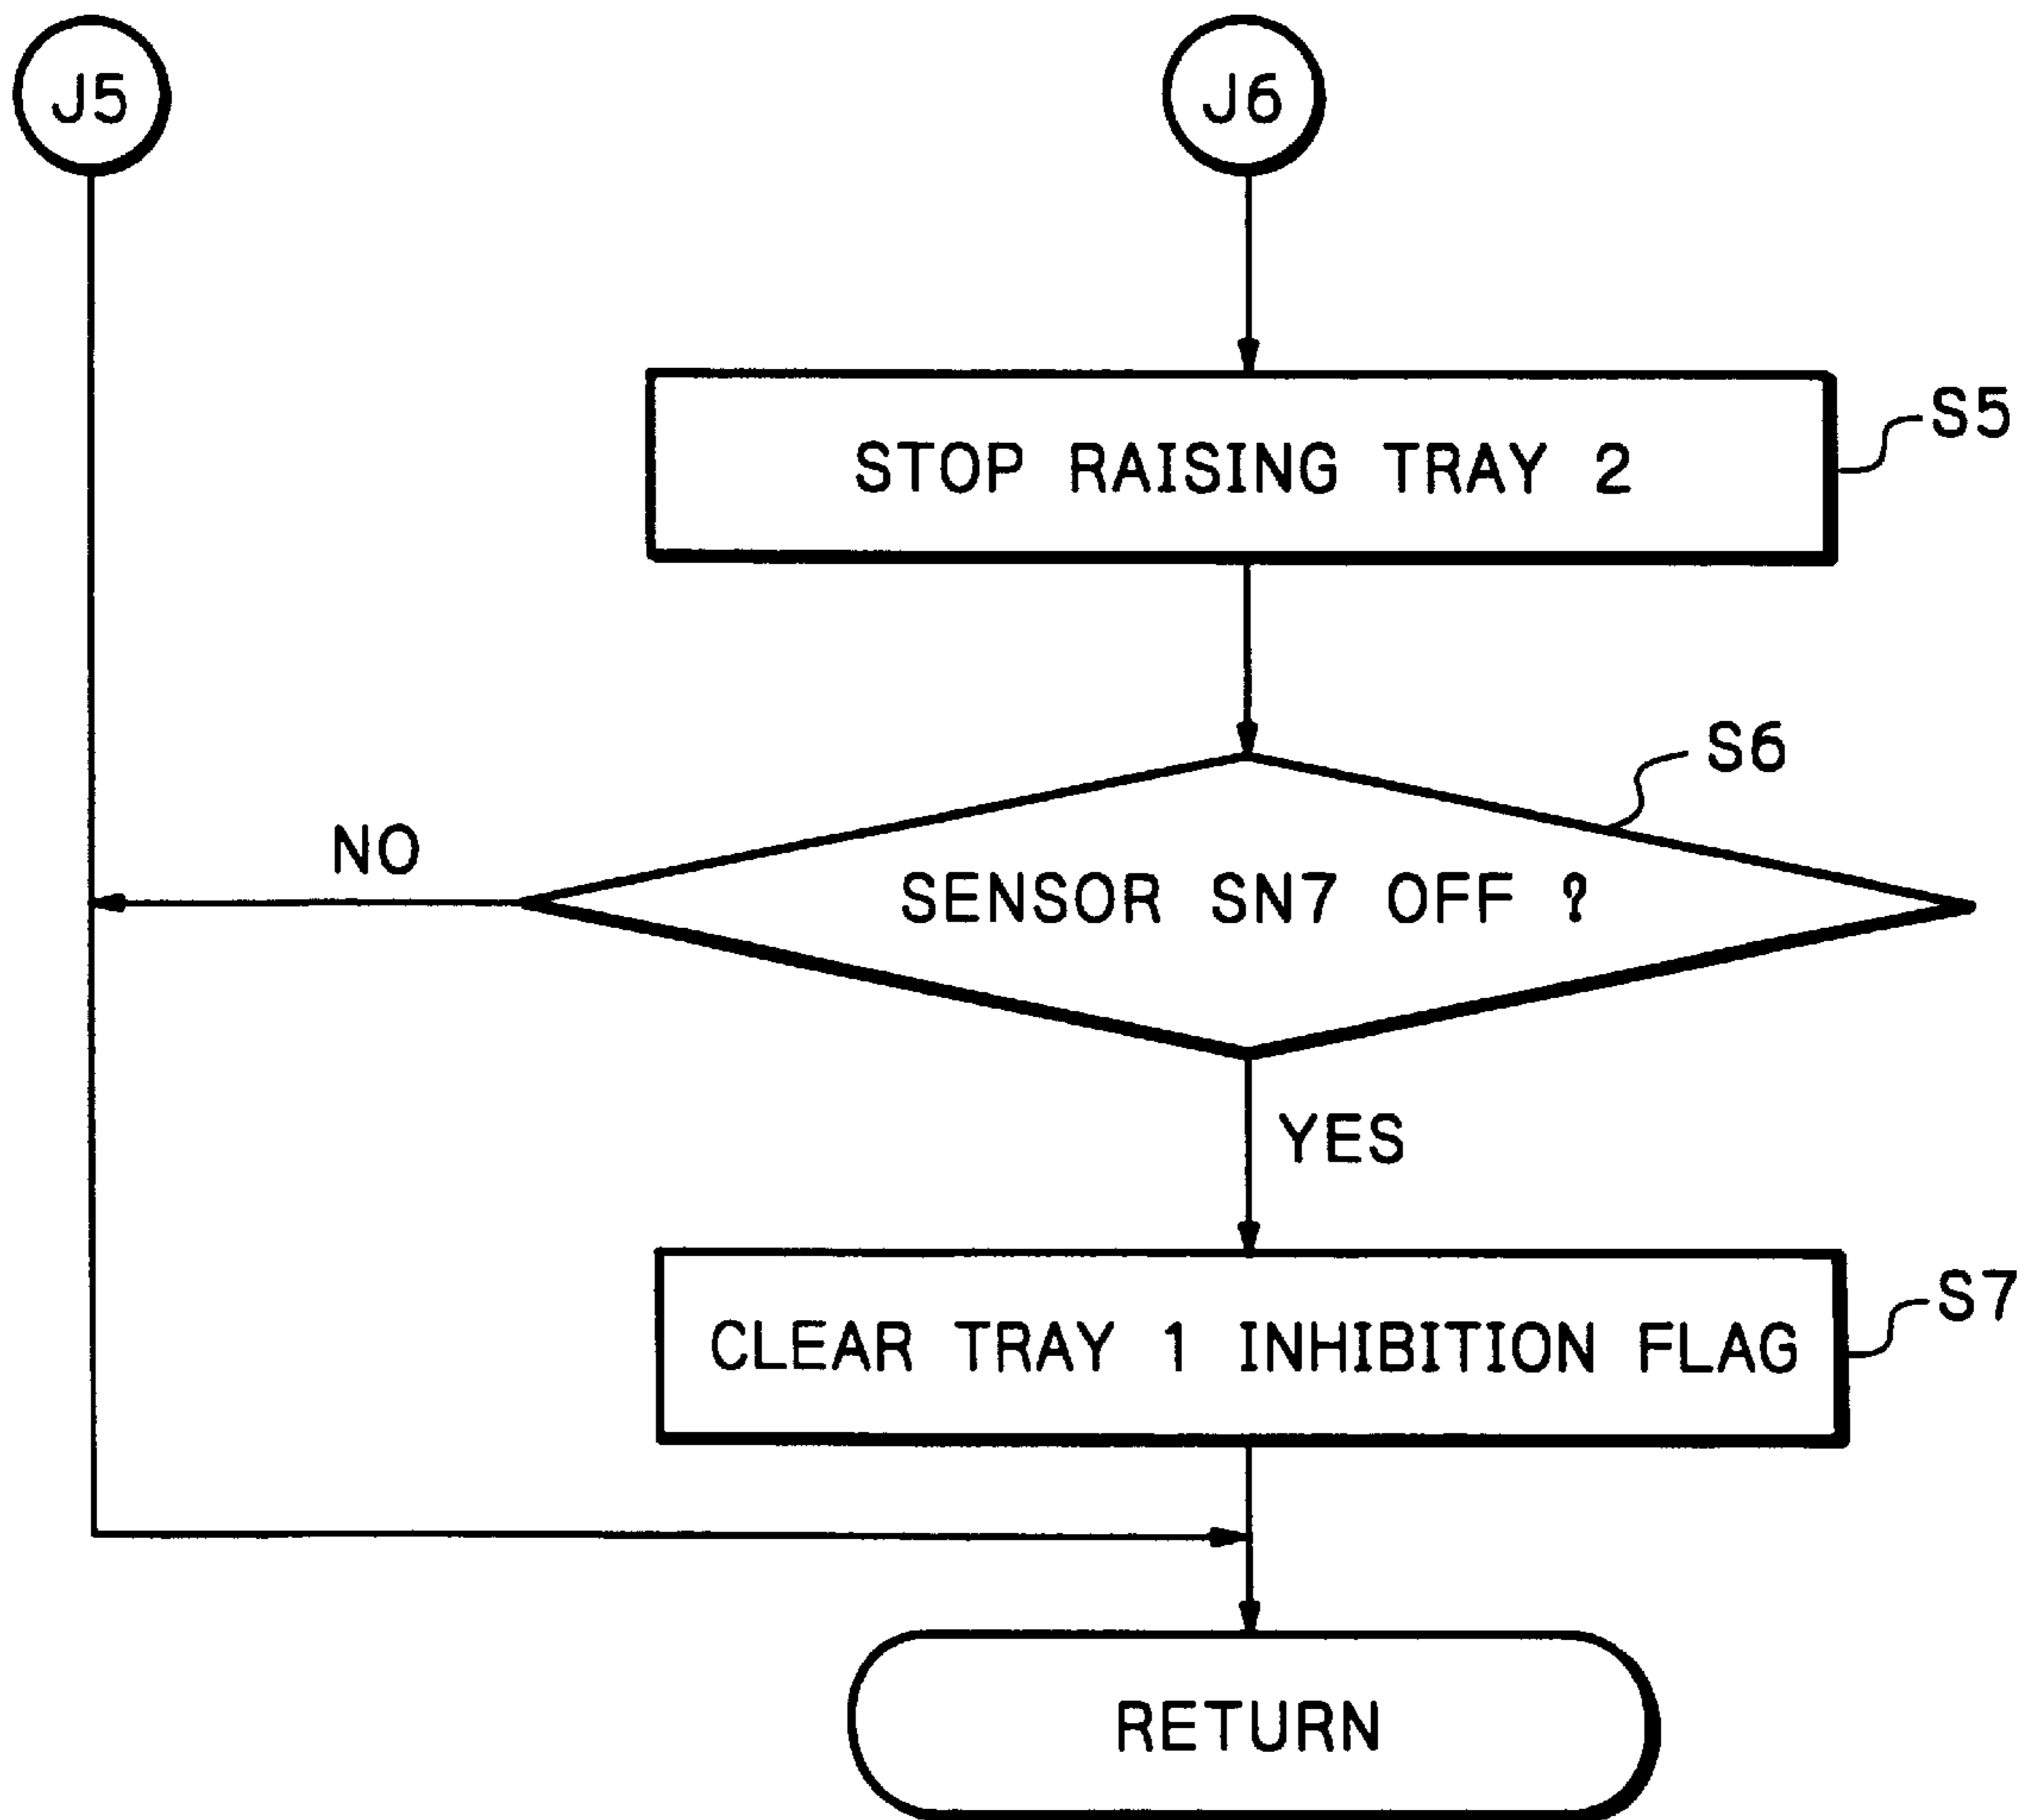 J5
J6
STOP RAISING TRAY 2
S5
S6
NO
SENSOR SN7 OFF ?
YES
CLEAR TRAY 1 INHIBITION FLAG
S7
RETURN